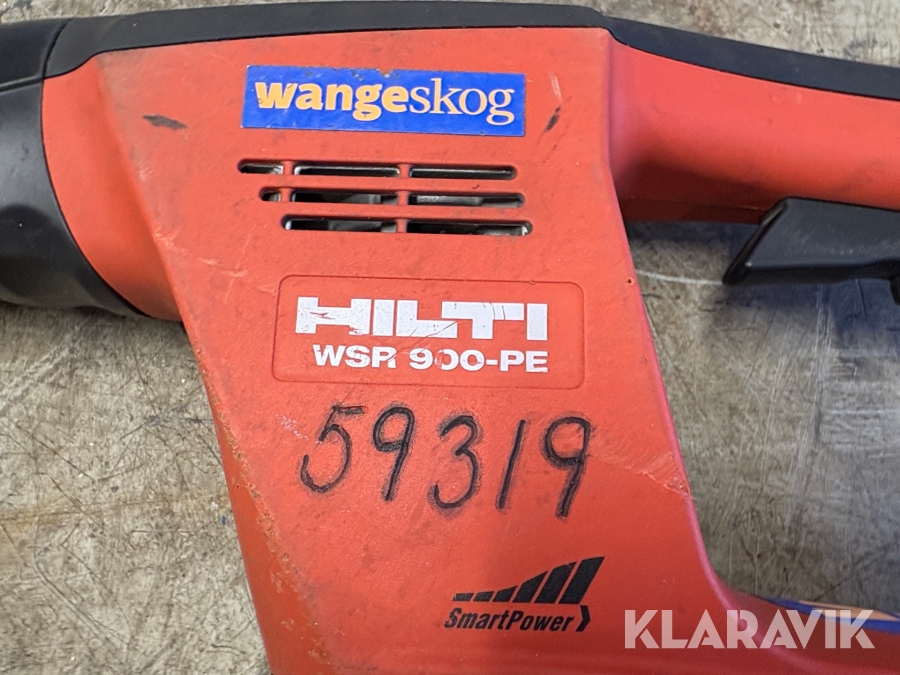 wangeskog
HILTI
WSR 900-PE
59319
SmartPower
KLARAVIK